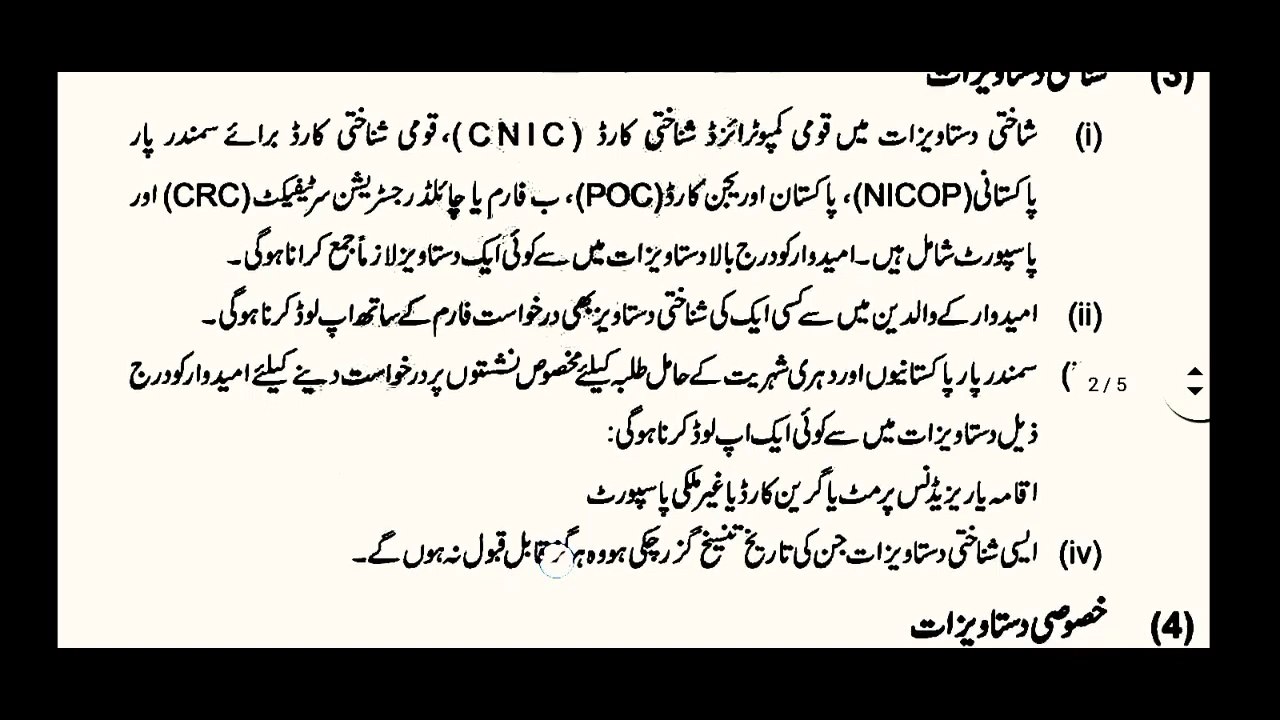 (3) شناختی دستاویزات
(i) شناختی دستاویزات میں قومی کمپوٹرائزڈ شناختی کارڈ (CNIC)، قومی شناختی کارڈ برائے سمندر پار
پاکستانی (NICOP)، پاکستان اوریجن کارڈ (POC)، ب فارم یا چائلڈ رجسٹریشن سرٹیفیکٹ (CRC) اور
پاسپورٹ شامل ہیں۔ امیدوار کو درج بالا دستاویزات میں سے کوئی ایک دستاویز لازماً جمع کرانا ہوگی۔
(ii) امیدوار کے والدین میں سے کسی ایک کی شناختی دستاویز بھی درخواست فارم کے ساتھ اپ لوڈ کرنا ہوگی۔
سمندر پار پاکستانیوں اور دہری شہریت کے حامل طلبہ کیلئے مخصوص نشستوں پر درخواست دینے کیلئے امیدوار کو درج
2/5
ذیل دستاویزات میں سے کوئی ایک اپ لوڈ کرنا ہوگی:
اقامہ یا ریزیڈنس پرمٹ یا گرین کارڈ یا غیر ملکی پاسپورٹ
(iv) ایسی شناختی دستاویزات جن کی تاریخ تنسیخ گزر چکی ہو وہ ہرگز قابل قبول نہ ہوں گے۔
(4) خصوصی دستاویزات